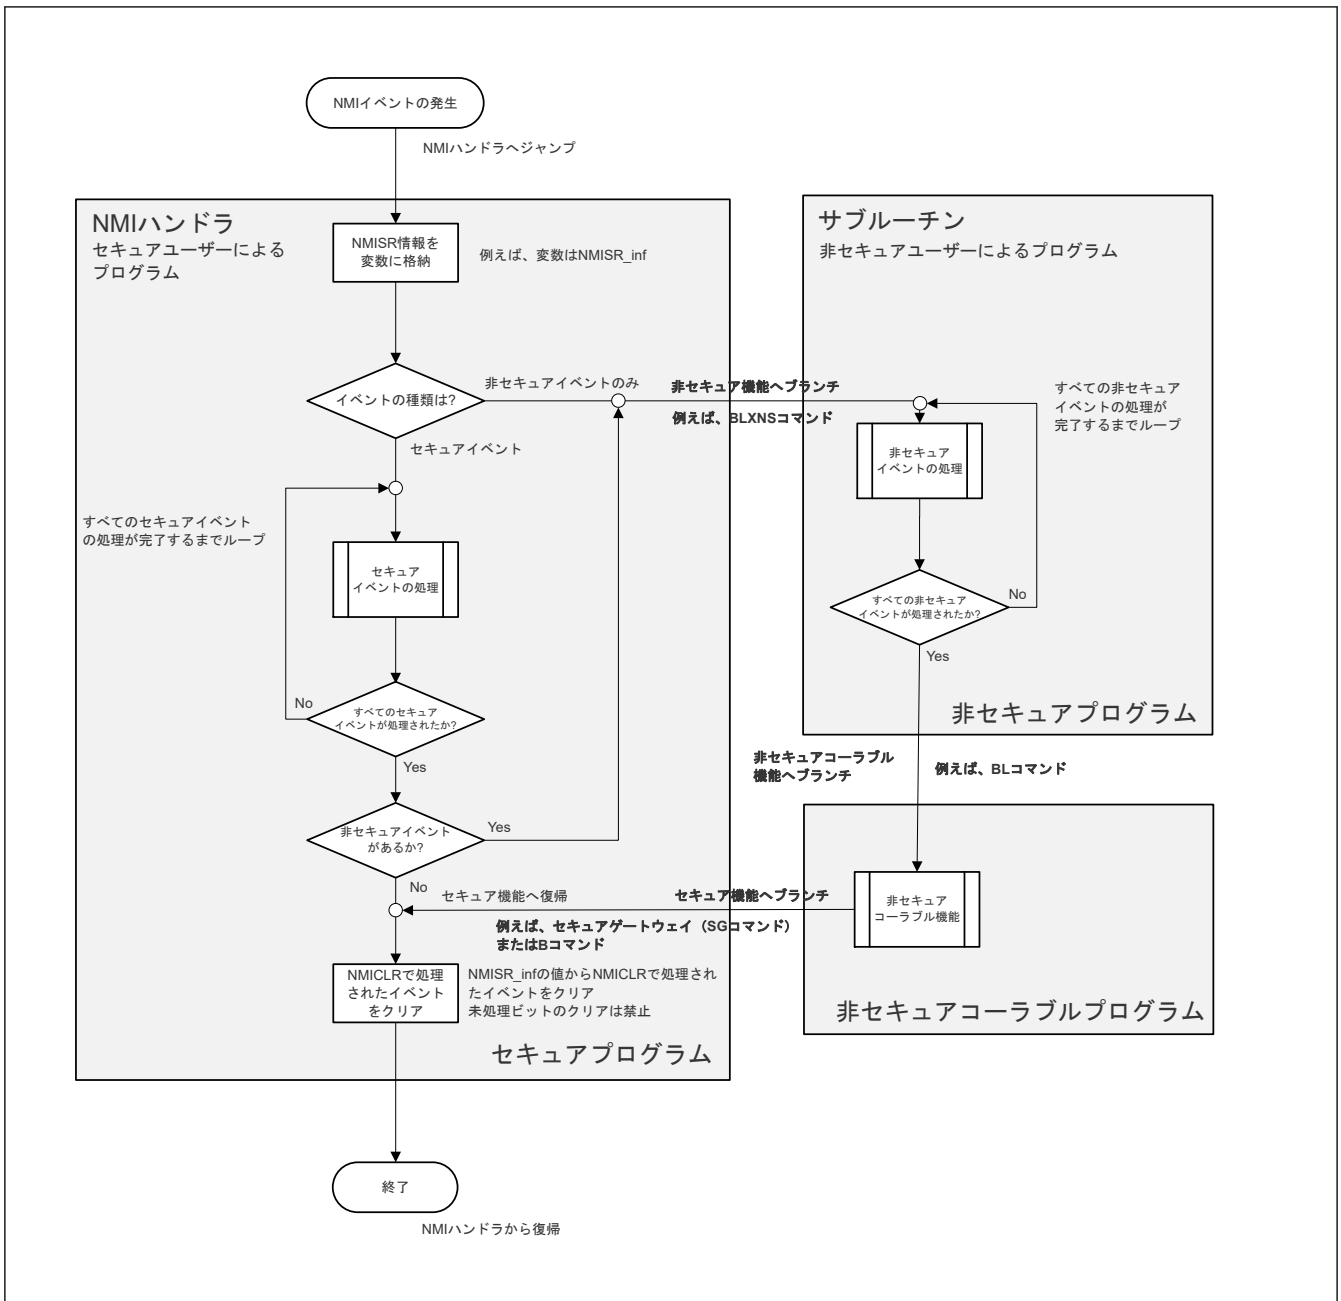 NMIイベントの発生
NMIハンドラへジャンプ
NMIハンドラ
セキュアユーザーによる
プログラム
NMISR情報を
変数に格納
例えば、変数はNMISR_inf
イベントの種類は?
非セキュアイベントのみ
セキュアイベント
すべてのセキュアイベント
の処理が完了するまでループ
セキュア
イベントの処理
No
すべてのセキュア
イベントが処理されたか?
Yes
非セキュアイベント
があるか?
Yes
No
セキュア機能へ復帰
NMICLRで処理
されたイベント
をクリア
NMISR_infの値からNMICLRで処理され
たイベントをクリア
未処理ビットのクリアは禁止
セキュアプログラム
終了
NMIハンドラから復帰
非セキュア機能へブランチ
例えば、BLXNSコマンド
サブルーチン
非セキュアユーザーによるプログラム
すべての非セキュア
イベントの処理が
完了するまでループ
非セキュア
イベントの処理
すべての非セキュア
イベントが処理されたか?
No
Yes
非セキュアプログラム
非セキュアコーラブル
機能へブランチ
例えば、BLコマンド
非セキュア
コーラブル機能
セキュア機能へブランチ
例えば、セキュアゲートウェイ（SGコマンド）
またはBコマンド
非セキュアコーラブルプログラム